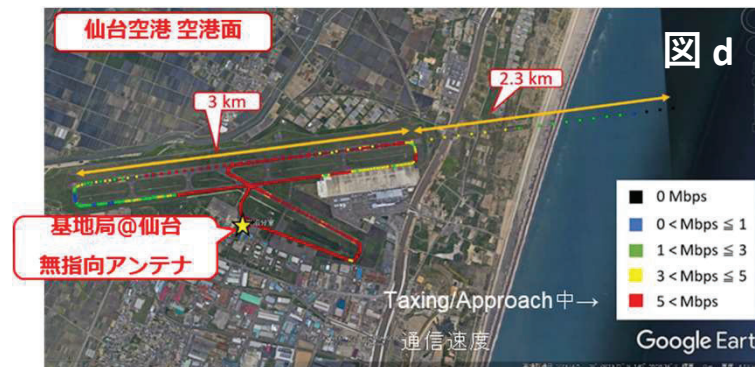 仙台空港 空港面
図 d
2.3 km
3 km
基地局@仙台
無指向アンテナ
0 Mbps
0 < Mbps ≦ 1
1 < Mbps ≦ 3
3 < Mbps ≦ 5
5 < Mbps
Taxing/Approach中→
通信速度
Google Eart